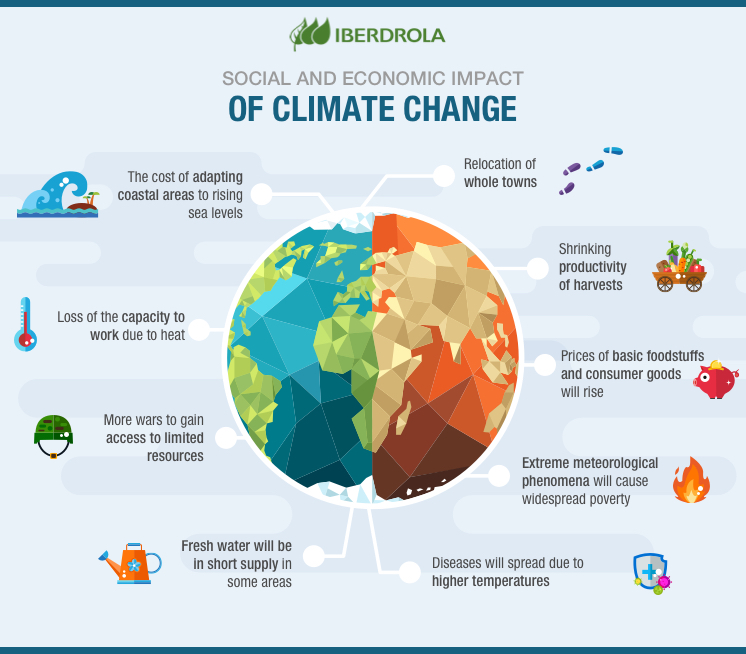 IBERDROLA
SOCIAL AND ECONOMIC IMPACT
OF CLIMATE CHANGE
The cost of adapting
coastal areas to rising
sea levels
Relocation of
whole towns
Shrinking
productivity
of harvests
Loss of the capacity to
work due to heat
Prices of basic foodstuffs
and consumer goods
will rise
More wars to gain
access to limited
resources
Extreme meteorological
phenomena will cause
widespread poverty
Fresh water will be
in short supply in
some areas
Diseases will spread due to
higher temperatures